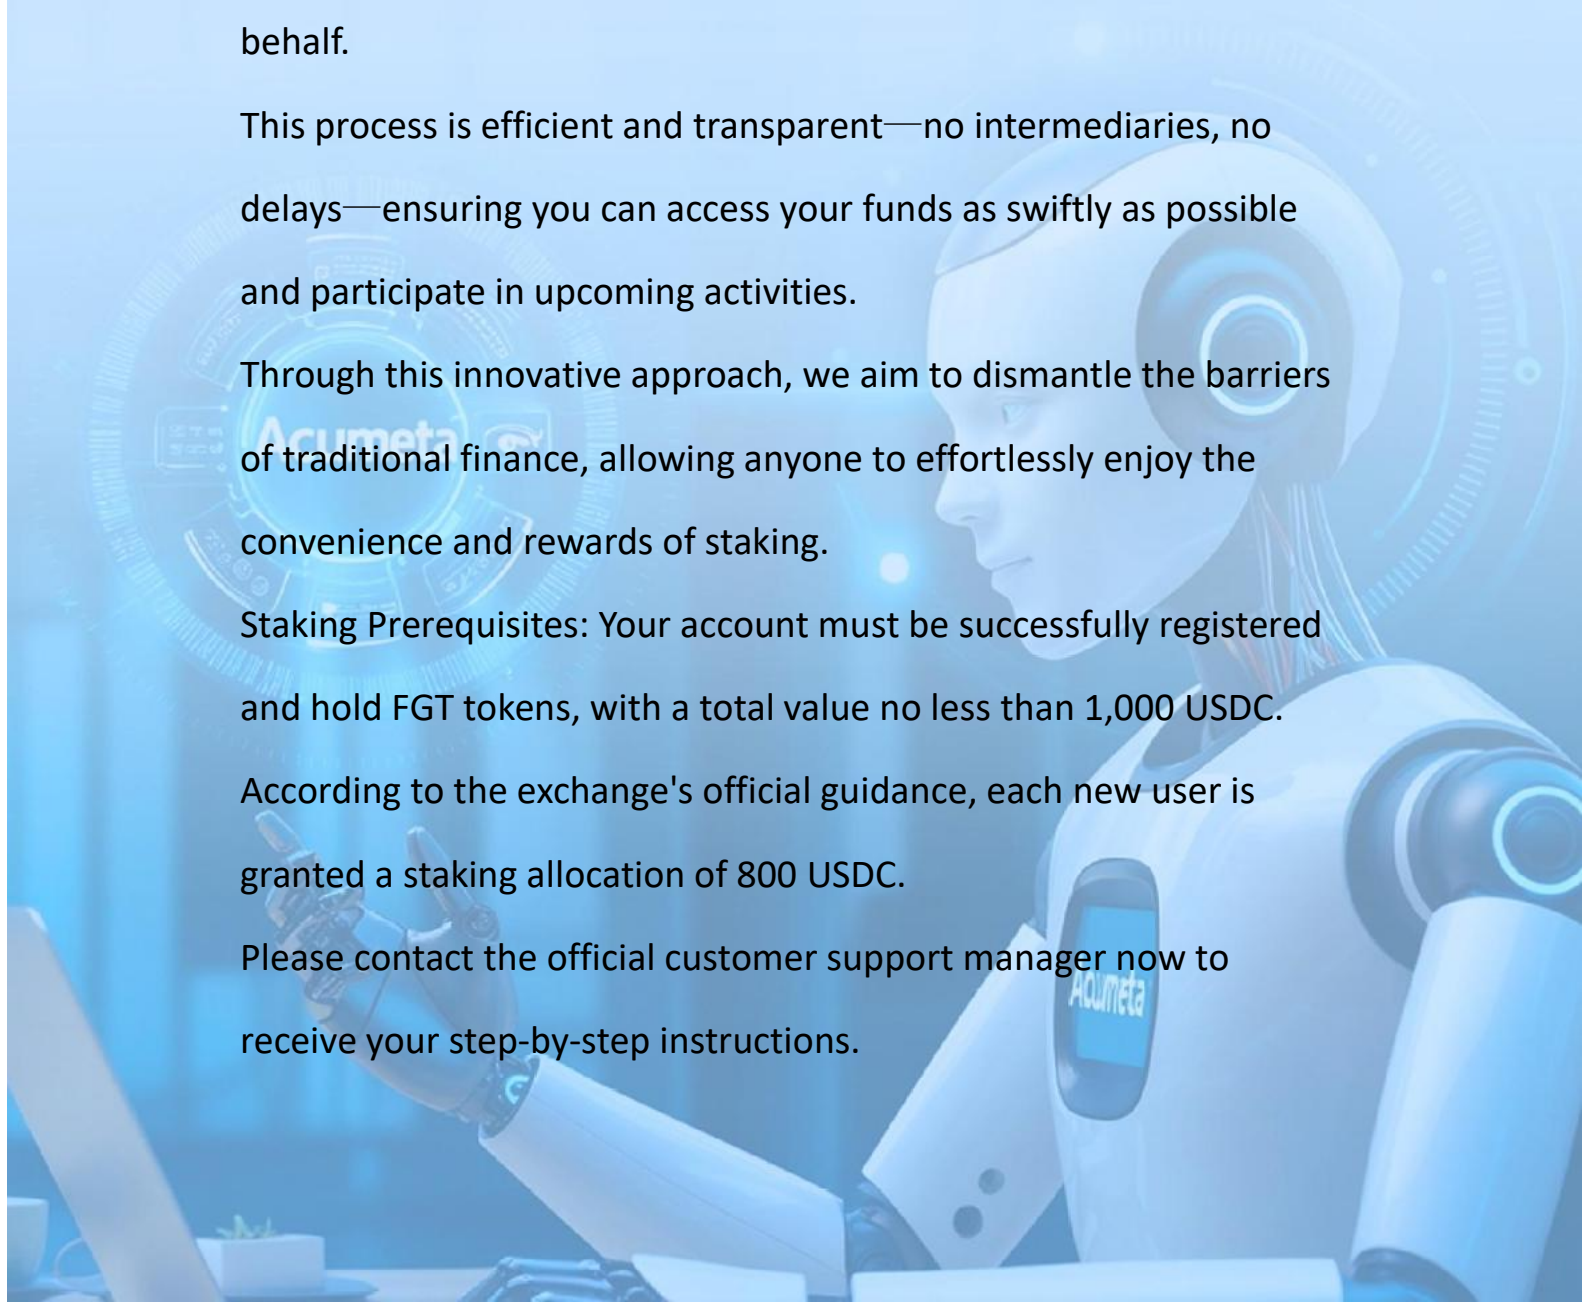 behalf.
This process is efficient and transparent—no intermediaries, no
delays—ensuring you can access your funds as swiftly as possible
and participate in upcoming activities.
Through this innovative approach, we aim to dismantle the barriers
of traditional finance, allowing anyone to effortlessly enjoy the
Acumeta
convenience and rewards of staking.
Staking Prerequisites: Your account must be successfully registered
and hold FGT tokens, with a total value no less than 1,000 USDC.
According to the exchange's official guidance, each new user is
granted a staking allocation of 800 USDC.
Please contact the official customer support manager now to
Acumeta
receive your step-by-step instructions.